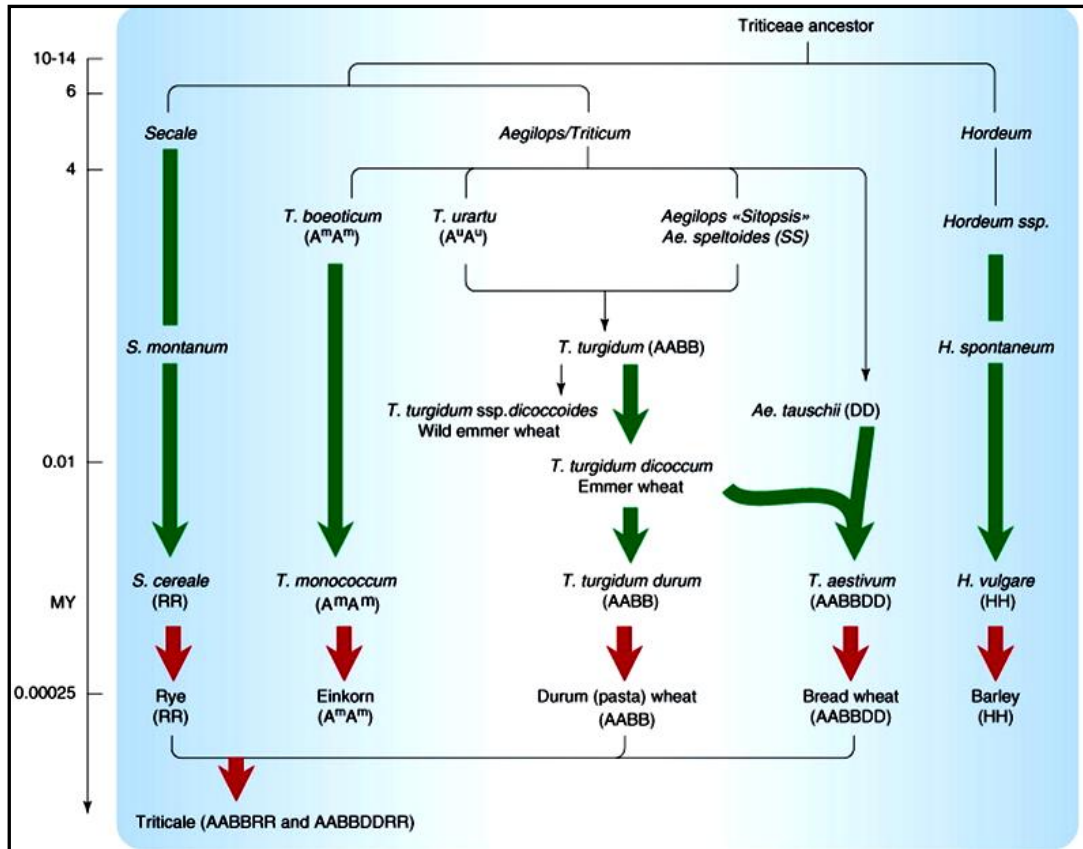 Triticeae ancestor
10-14
6
Secale
Aegilops/Triticum
Hordeum
4
T. boeoticum
(AᵐAᵐ)
T. urartu
(AᵘAᵘ)
Aegilops «Sitopsis»
Ae. speltoides (SS)
Hordeum ssp.
S. montanum
T. turgidum (AABB)
H. spontaneum
T. turgidum ssp.dicoccoides
Wild emmer wheat
Ae. tauschii (DD)
0.01
T. turgidum dicoccum
Emmer wheat
MY
S. cereale
(RR)
T. monococcum
(AᵐAᵐ)
T. turgidum durum
(AABB)
T. aestivum
(AABBDD)
H. vulgare
(HH)
0.00025
Rye
(RR)
Einkorn
(AᵐAᵐ)
Durum (pasta) wheat
(AABB)
Bread wheat
(AABBDD)
Barley
(HH)
Triticale (AABBRR and AABBDDRR)